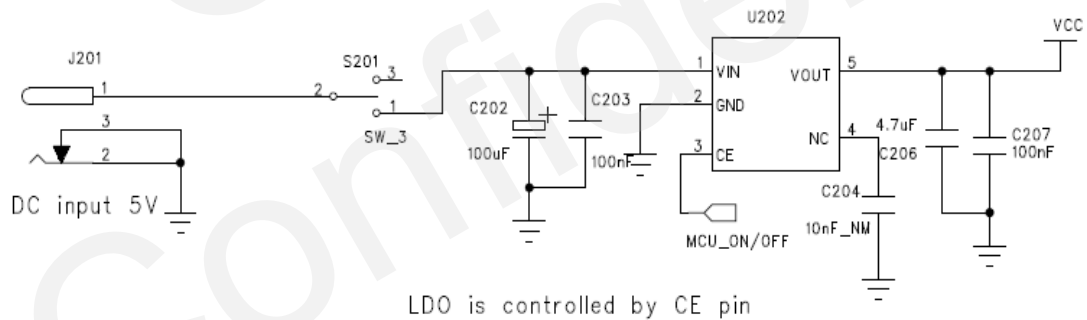 Confidential
U202
VCC
J201
S201
3
1
2
1
SW_3
3
2
DC input 5V
C202
+
100uF
C203
100nF
1
VIN
VOUT
5
2
GND
3
CE
NC
4
MCU_ON/OFF
4.7uF
C206
C207
100nF
C204
10nF_NM
LDO is controlled by CE pin